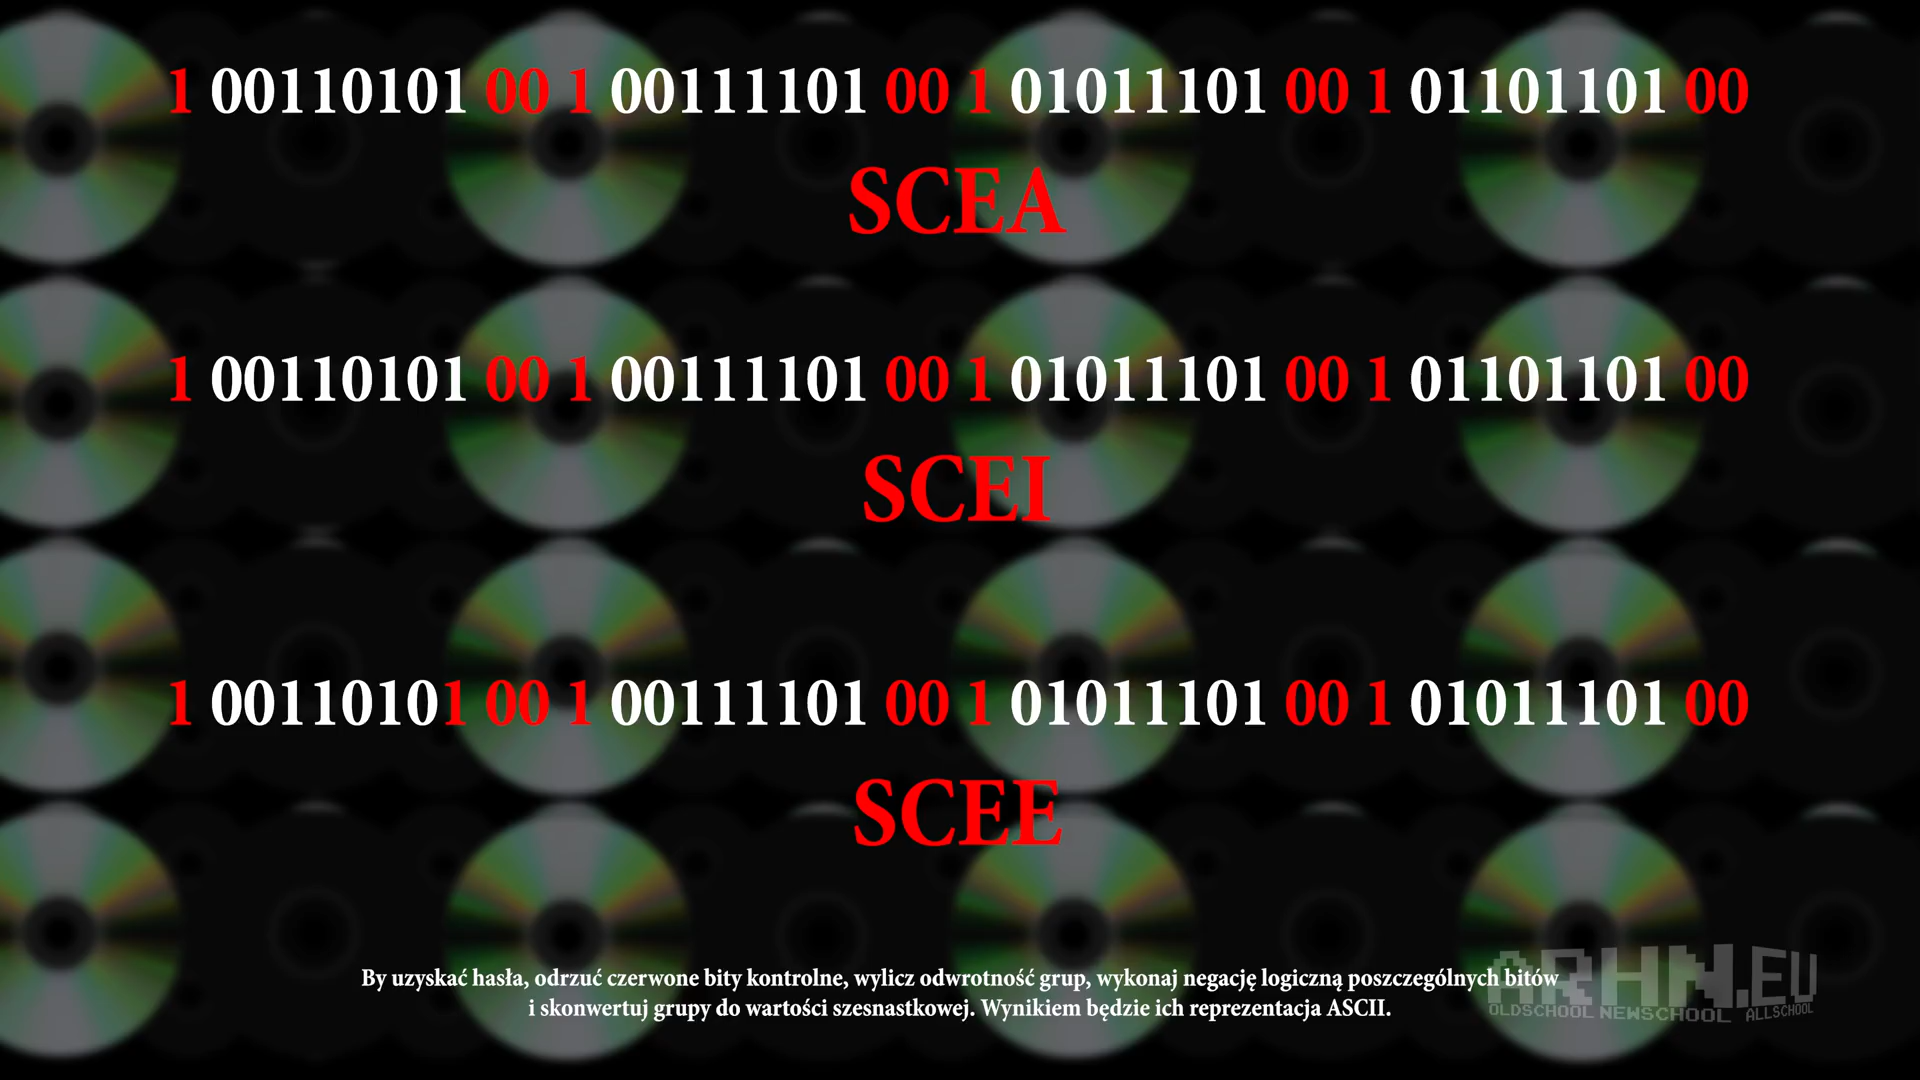 1 00110101 00 1 00111101 00 1 01011101 00 1 01101101 00
SCEA
1 00110101 00 1 00111101 00 1 01011101 00 1 01101101 00
SCEI
1 00110101 00 1 00111101 00 1 01011101 00 1 01011101 00
SCEE
By uzyskać hasła, odrzuć czerwone bity kontrolne, wylicz odwrotność grup, wykonaj negację logiczną poszczególnych bitów
i skonwertuj grupy do wartości szesnastkowej. Wynikiem będzie ich reprezentacja ASCII.
ARHN.EU
OLDSCHOOL NEWSCHOOL ALLSCHOOL